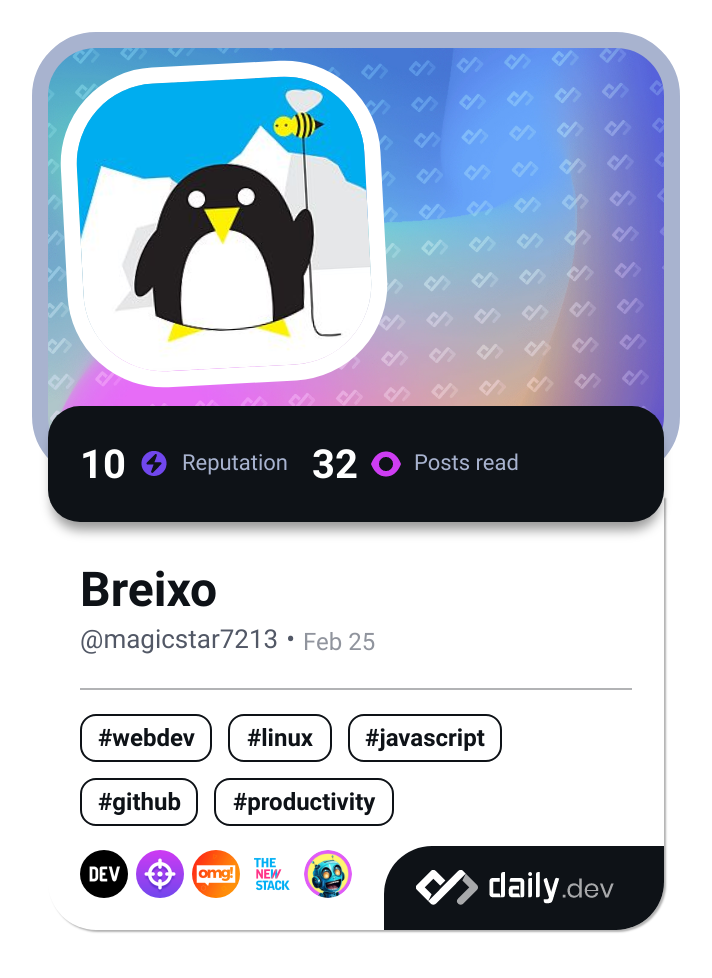 10 Reputation 32 Posts read
Breixo
@magicstar7213 • Feb 25
#webdev #linux #javascript
#github #productivity
DEV omg! THE NEW STACK
daily.dev